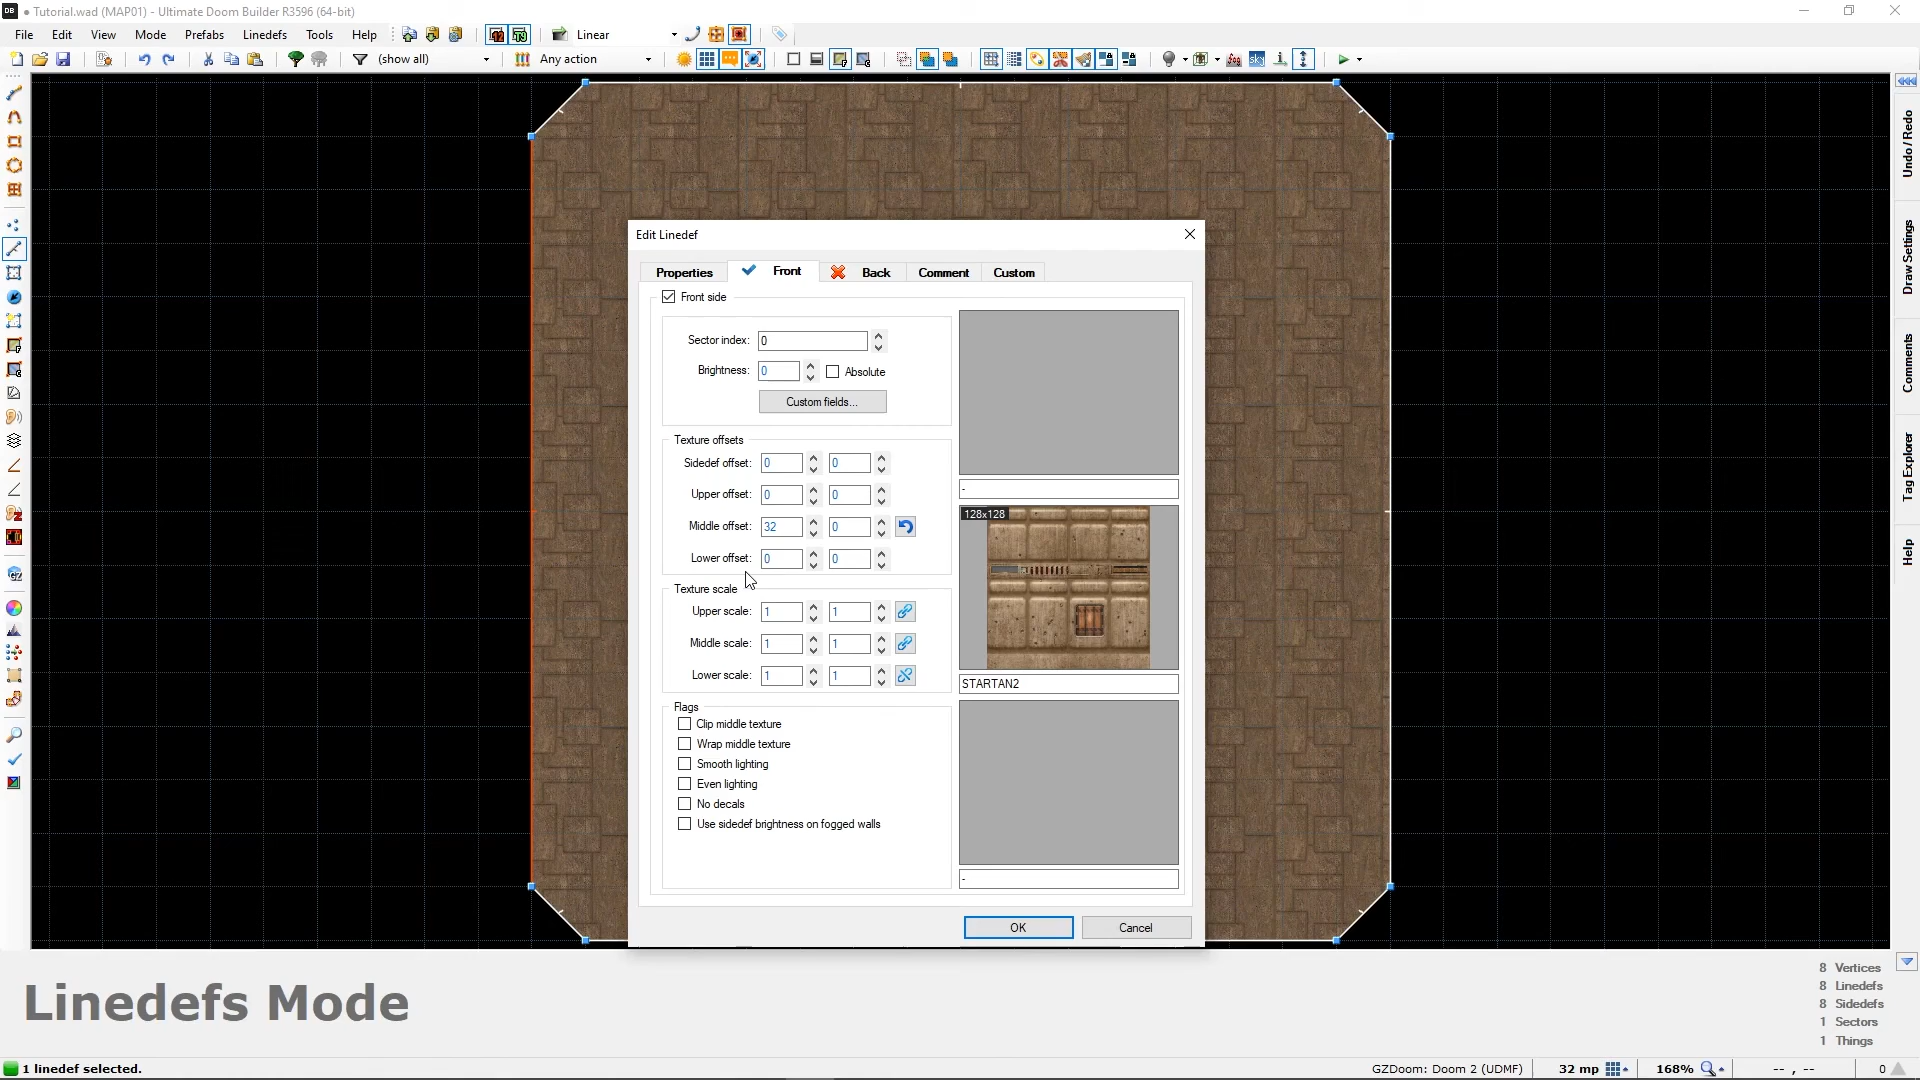 DB • Tutorial.wad (MAP01) - Ultimate Doom Builder R3596 (64-bit)
File Edit View Mode Prefabs Linedefs Tools Help Linear
(show all) Any action
Undo / Redo
Draw Settings
Comments
Tag Explorer
Help
Edit Linedef
Properties Front Back Comment Custom
Front side
Sector index: 0
Brightness: 0 Absolute
Custom fields...
-
Texture offsets
Sidedef offset: 0 0
Upper offset: 0 0
Middle offset: 32 0
Lower offset: 0 0
128x128
STARTAN2
Texture scale
Upper scale: 1 1
Middle scale: 1 1
Lower scale: 1 1
Flags
Clip middle texture
Wrap middle texture
Smooth lighting
Even lighting
No decals
Use sidedef brightness on fogged walls
-
OK Cancel
Linedefs Mode
8 Vertices
8 Linedefs
8 Sidedefs
1 Sectors
1 Things
1 linedef selected. GZDoom: Doom 2 (UDMF) 32 mp 168% -- , -- 0